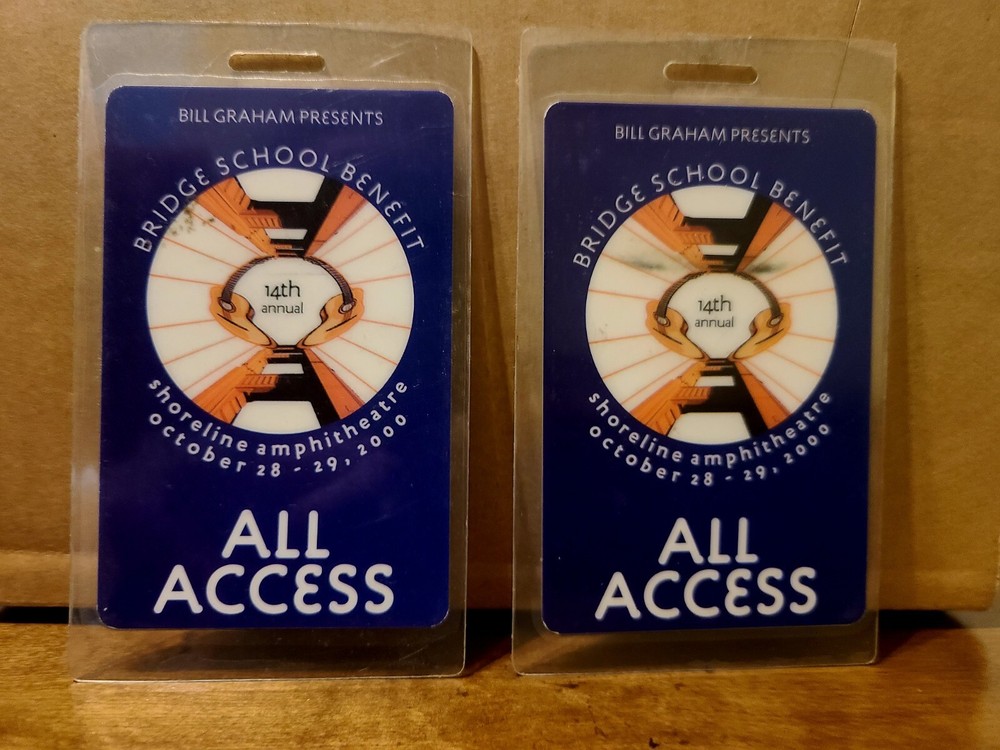 BILL GRAHAM PRESENTS
BRIDGE SCHOOL BENEFIT
14th
annual
shoreline amphitheatre
october 28 - 29, 2000
ALL
ACCESS
BILL GRAHAM PRESENTS
BRIDGE SCHOOL BENEFIT
14th
annual
shoreline amphitheatre
october 28 - 29, 2000
ALL
ACCESS